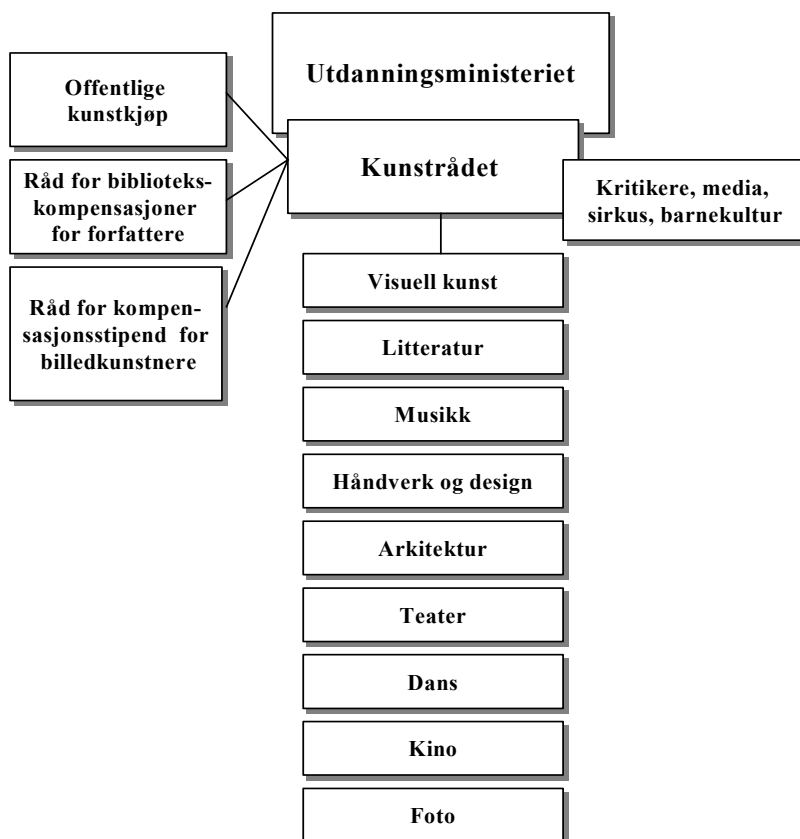 Utdanningsministeriet
Offentlige
kunstkjøp
Kunstrådet
Råd for biblioteks-
kompensasjoner
for forfattere
Kritikere, media,
sirkus, barnekultur
Råd for kompen-
sasjonsstipend for
billedkunstnere
Visuell kunst
Litteratur
Musikk
Håndverk og design
Arkitektur
Teater
Dans
Kino
Foto